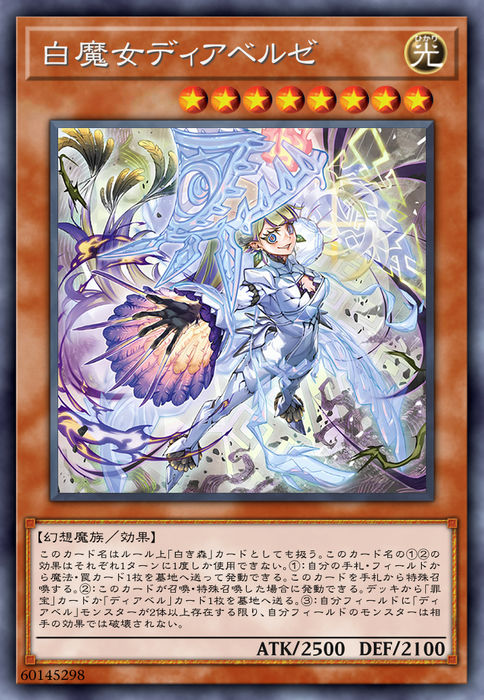 白魔女ディアベルゼ
ひかり
光
【幻想魔族／効果】
このカード名はルール上「白き森」カードとしても扱う。このカード名の①②の
効果はそれぞれ1ターンに1度しか使用できない。①：自分の手札・フィールド
から魔法・罠カード1枚を墓地へ送って発動できる。このカードを手札から特殊召
喚する。②：このカードが召喚・特殊召喚した場合に発動できる。デッキから「罪
宝」カードか「ディアベル」カード1枚を墓地へ送る。③：自分フィールドに「ディ
アベル」モンスターが2体以上存在する限り、自分フィールドのモンスターは相手
の効果では破壊されない。
ATK/2500 DEF/2100
60145298